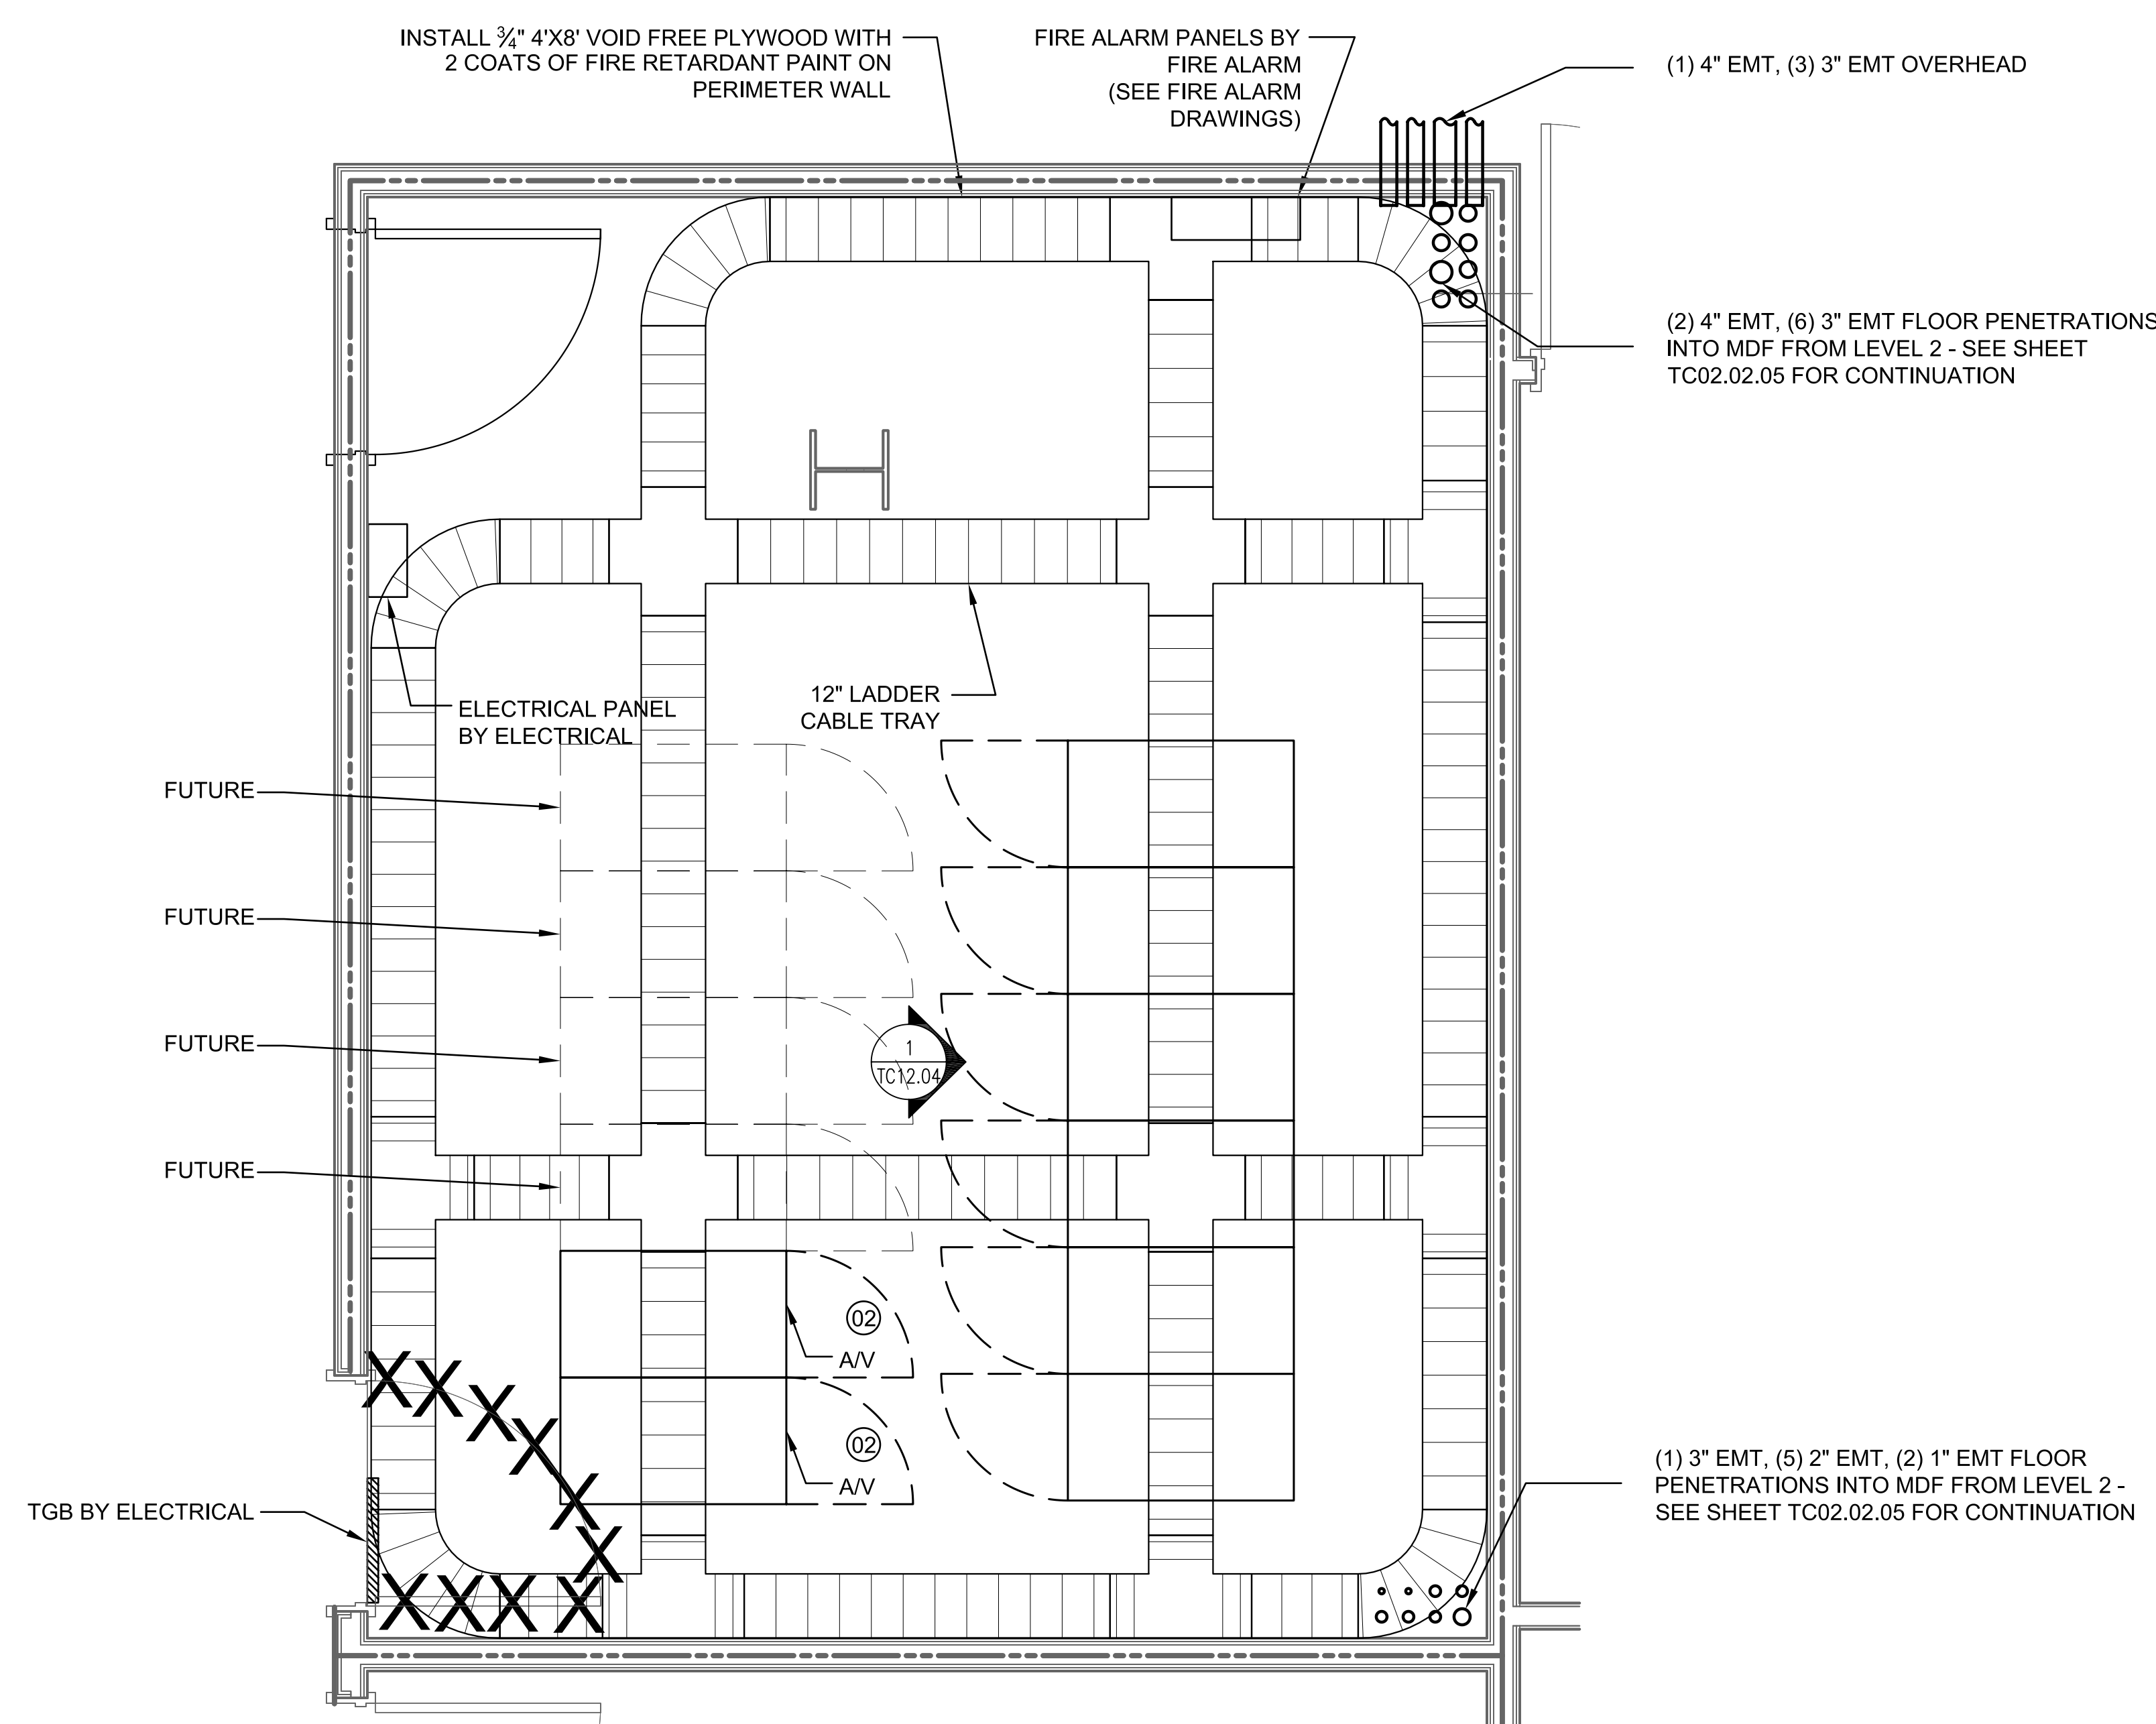 INSTALL ¾" 4'X8' VOID FREE PLYWOOD WITH
2 COATS OF FIRE RETARDANT PAINT ON
PERIMETER WALL
FIRE ALARM PANELS BY
FIRE ALARM
(SEE FIRE ALARM
DRAWINGS)
(1) 4" EMT, (3) 3" EMT OVERHEAD
(2) 4" EMT, (6) 3" EMT FLOOR PENETRATIONS
INTO MDF FROM LEVEL 2 - SEE SHEET
TC02.02.05 FOR CONTINUATION
ELECTRICAL PANEL
BY ELECTRICAL
12" LADDER
CABLE TRAY
FUTURE
FUTURE
FUTURE
FUTURE
1
TC12.04
02
A/V
02
A/V
TGB BY ELECTRICAL
(1) 3" EMT, (5) 2" EMT, (2) 1" EMT FLOOR
PENETRATIONS INTO MDF FROM LEVEL 2 -
SEE SHEET TC02.02.05 FOR CONTINUATION